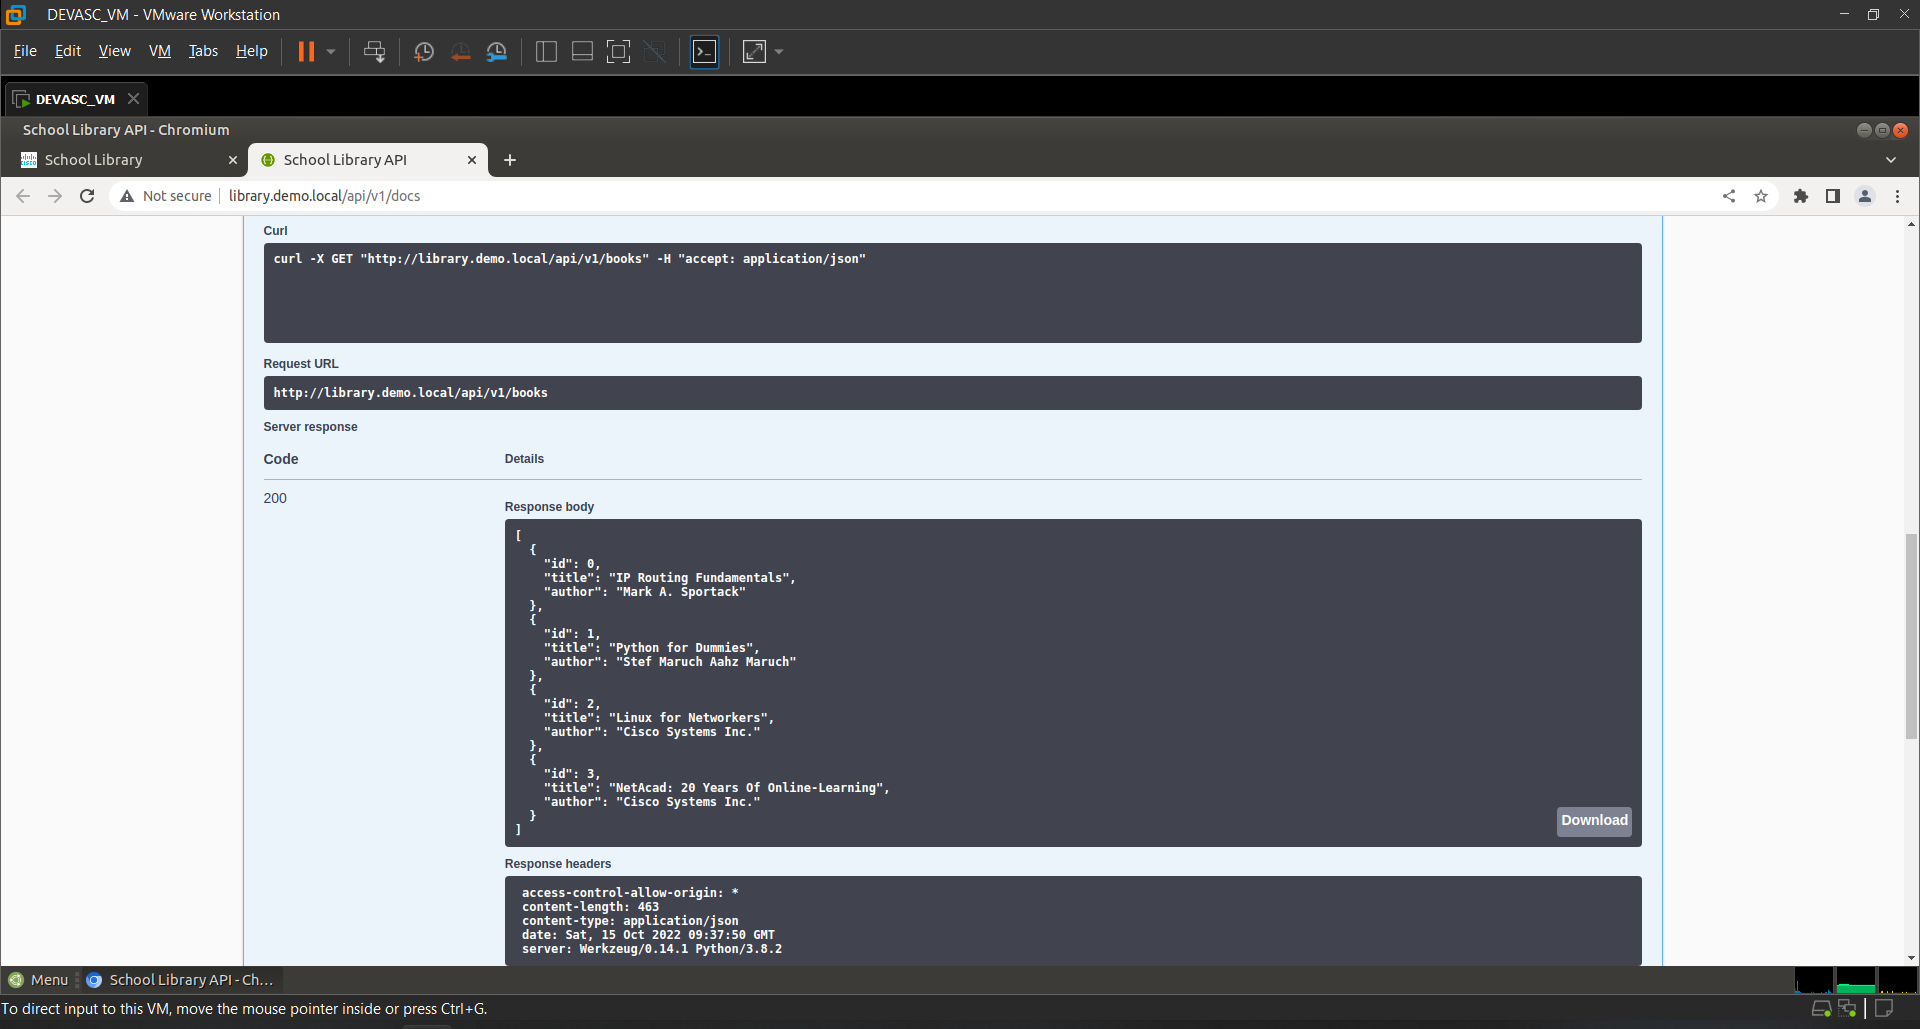 DEVASC_VM - VMware Workstation
File Edit View VM Tabs Help
DEVASC_VM
School Library API - Chromium
School Library
School Library API
Not secure library.demo.local/api/v1/docs
Curl
curl -X GET "http://library.demo.local/api/v1/books" -H "accept: application/json"
Request URL
http://library.demo.local/api/v1/books
Server response
Code Details
200
Response body
[
  {
    "id": 0,
    "title": "IP Routing Fundamentals",
    "author": "Mark A. Sportack"
  },
  {
    "id": 1,
    "title": "Python for Dummies",
    "author": "Stef Maruch Aahz Maruch"
  },
  {
    "id": 2,
    "title": "Linux for Networkers",
    "author": "Cisco Systems Inc."
  },
  {
    "id": 3,
    "title": "NetAcad: 20 Years Of Online-Learning",
    "author": "Cisco Systems Inc."
  }
]
Download
Response headers
access-control-allow-origin: *
content-length: 463
content-type: application/json
date: Sat, 15 Oct 2022 09:37:50 GMT
server: Werkzeug/0.14.1 Python/3.8.2
Menu School Library API - Ch...
To direct input to this VM, move the mouse pointer inside or press Ctrl+G.